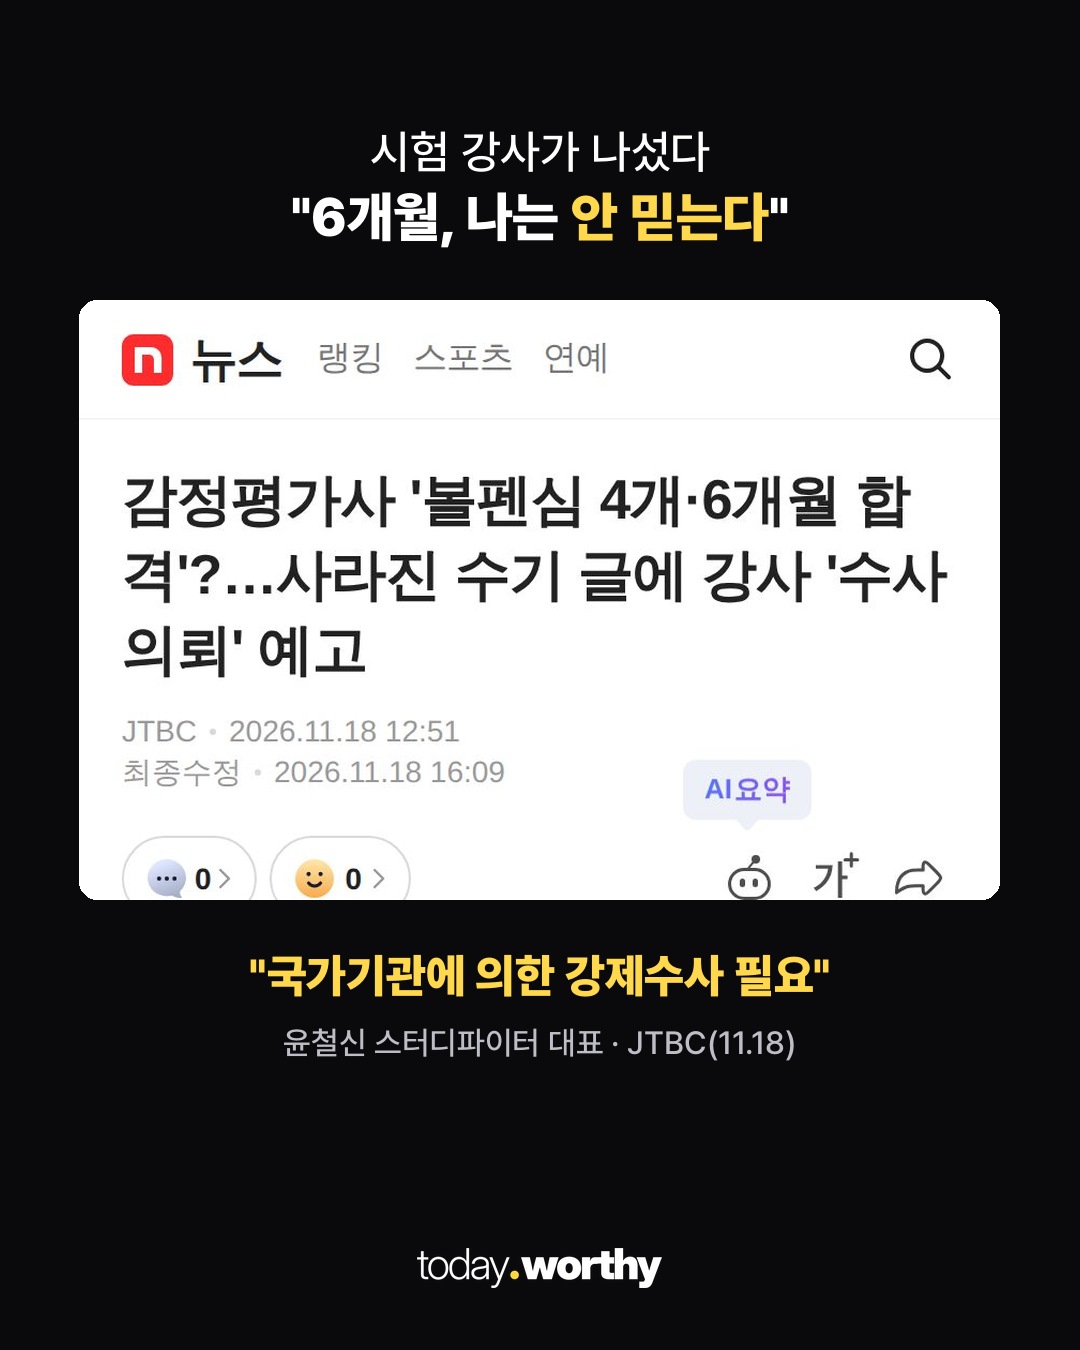 시험 강사가 나섰다
"6개월, 나는 안 믿는다"
n 뉴스 랭킹 스포츠 연예
감정평가사 '볼펜심 4개·6개월 합
격'?…사라진 수기 글에 강사 '수사
의뢰' 예고
JTBC • 2026.11.18 12:51
최종수정 • 2026.11.18 16:09
AI요약
0 0 가+
"국가기관에 의한 강제수사 필요"
윤철신 스터디파이터 대표 · JTBC(11.18)
today.worthy